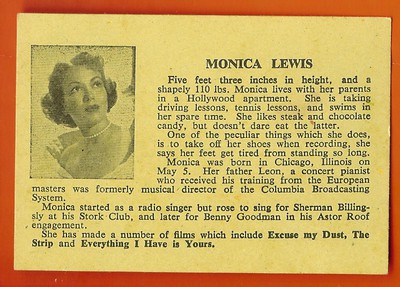 MONICA LEWIS
Five feet three inches in height, and a
shapely 110 lbs. Monica lives with her parents
in a Hollywood apartment. She is taking
driving lessons, tennis lessons, and swims in
her spare time. She likes steak and chocolate
candy, but doesn't dare eat the latter.
One of the peculiar things which she does,
is to take off her shoes when recording, she
says her feet get tired from standing so long.
Monica was born in Chicago, Illinois on
May 5. Her father Leon, a concert pianist
who received his training from the European
masters was formerly musical director of the Columbia Broadcasting
System.
Monica started as a radio singer but rose to sing for Sherman Billing-
sly at his Stork Club, and later for Benny Goodman in his Astor Roof
engagement.
She has made a number of films which include Excuse my Dust, The
Strip and Everything I Have is Yours.